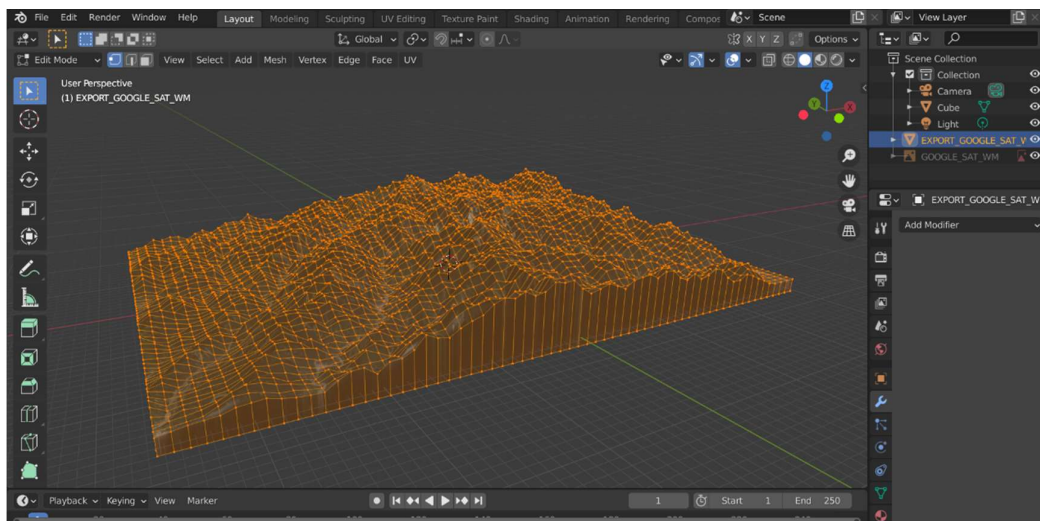 File Edit Render Window Help Layout Modeling Sculpting UV Editing Texture Paint Shading Animation Rendering Compos Scene View Layer
Global X Y Z Options
Edit Mode View Select Add Mesh Vertex Edge Face UV
User Perspective
(1) EXPORT_GOOGLE_SAT_WM
Z
Y
X
Scene Collection
Collection
Camera
Cube
Light
EXPORT_GOOGLE_SAT_V
GOOGLE_SAT_WM
EXPORT_GOOGLE_SAT_W
Add Modifier
Playback Keying View Marker 1 Start 1 End 250